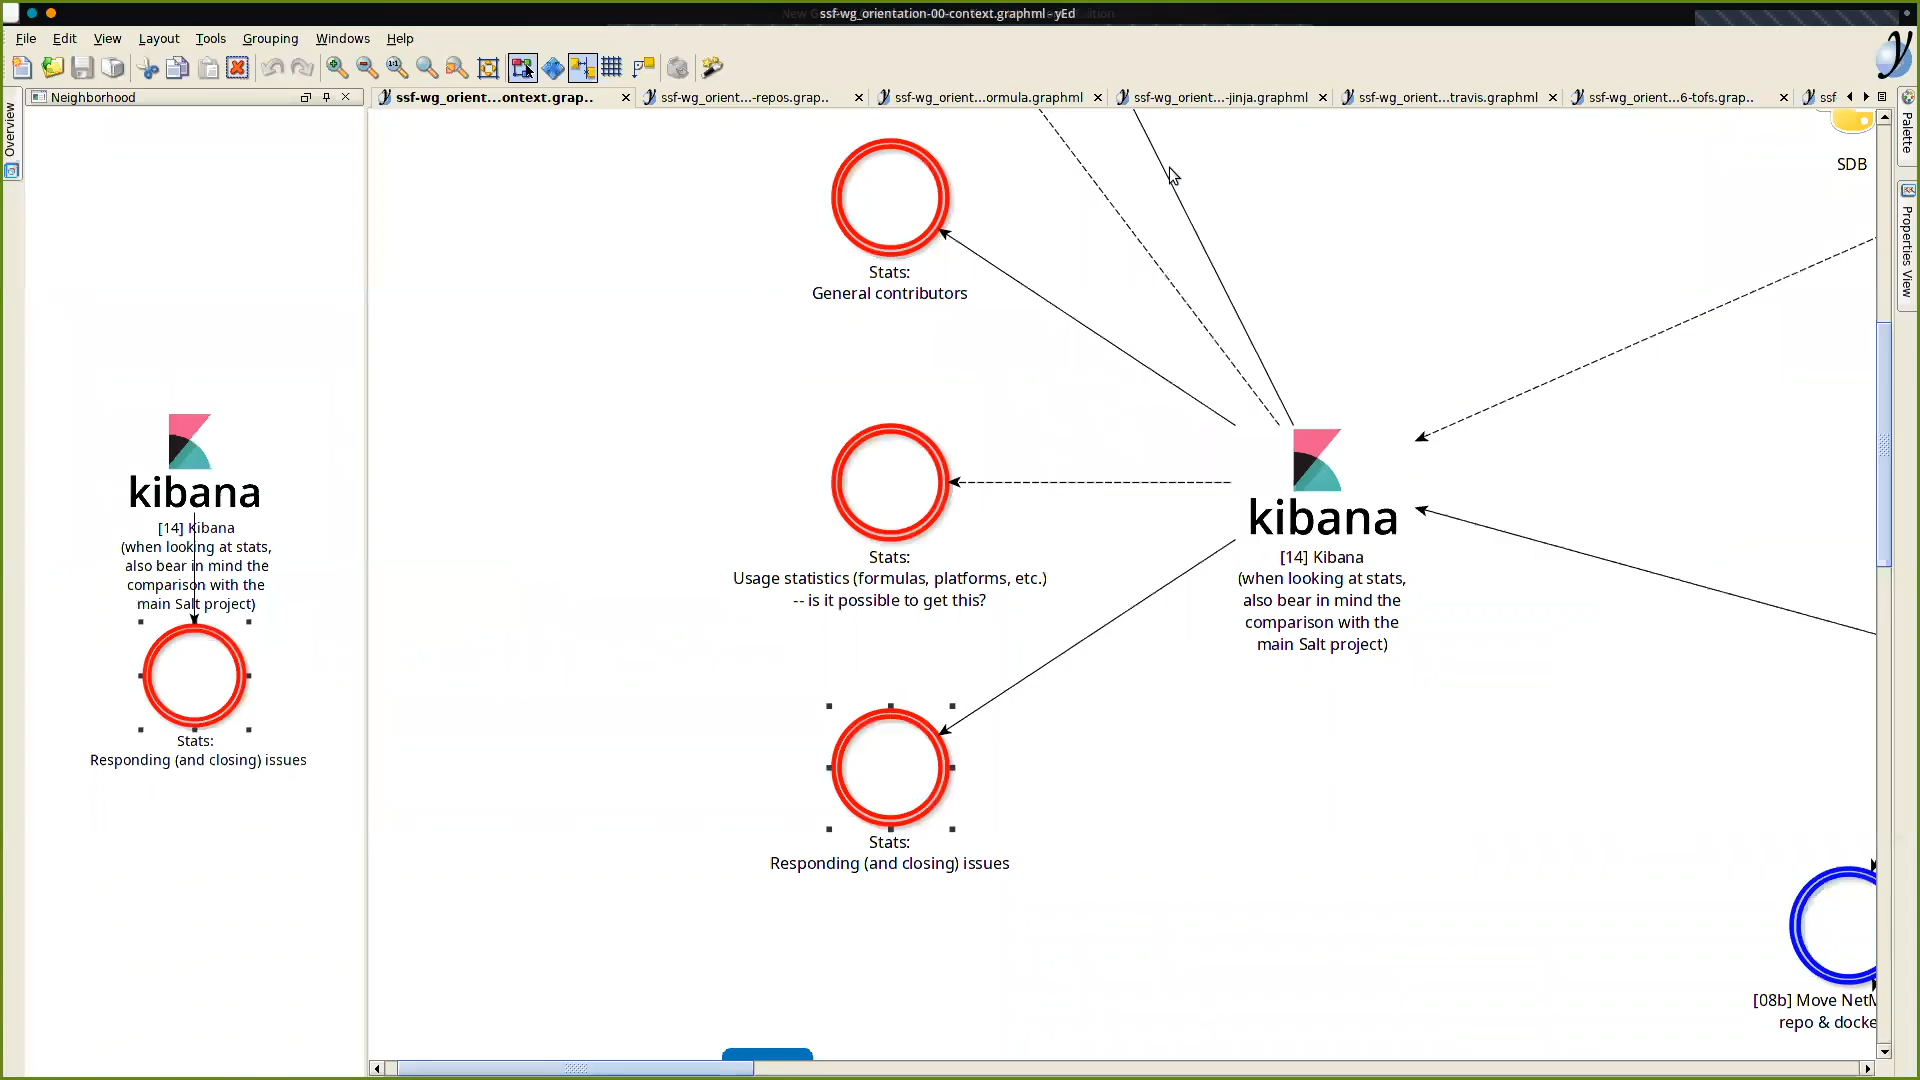 ssf-wg_orientation-00-context.graphml - yEd
File Edit View Layout Tools Grouping Windows Help
Neighborhood
ssf-wg_orient...ontext.grap.. ssf-wg_orient...-repos.grap.. ssf-wg_orient...ormula.graphml ssf-wg_orient...-jinja.graphml ssf-wg_orient...travis.graphml ssf-wg_orient...6-tofs.grap.. ssf
Overview
Palette
Properties View
kibana
[14] Kibana
(when looking at stats,
also bear in mind the
comparison with the
main Salt project)
Stats:
Responding (and closing) issues
SDB
Stats:
General contributors
Stats:
Usage statistics (formulas, platforms, etc.)
-- is it possible to get this?
kibana
[14] Kibana
(when looking at stats,
also bear in mind the
comparison with the
main Salt project)
Stats:
Responding (and closing) issues
[08b] Move Net
repo & docke